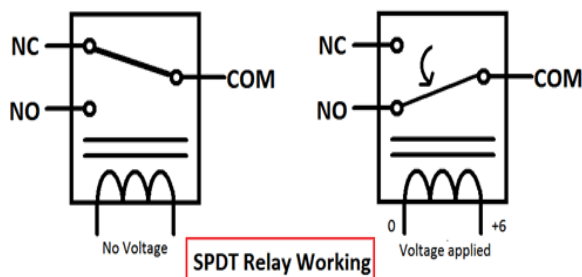 NC
COM
NO
No Voltage
NC
COM
NO
0
+6
Voltage applied
SPDT Relay Working